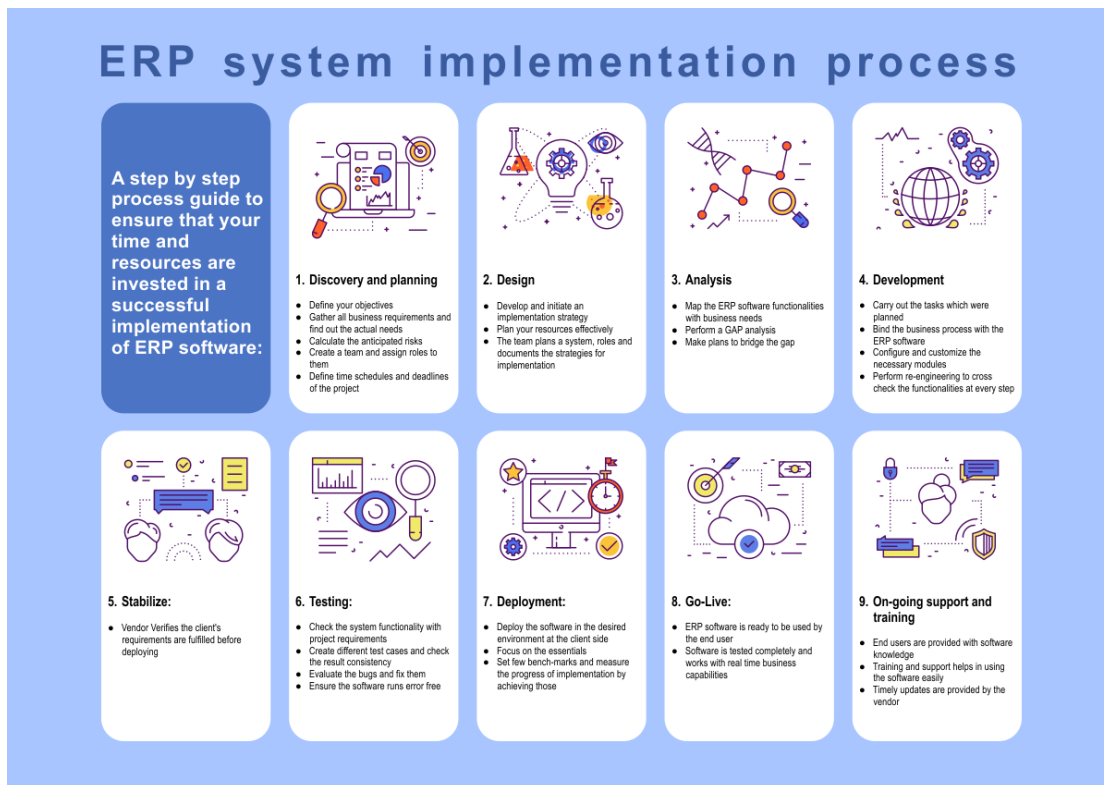 ERP system implementation process
A step by step
process guide to
ensure that your
time and
resources are
invested in a
successful
implementation
of ERP software:
1. Discovery and planning
● Define your objectives
● Gather all business requirements and
find out the actual needs
● Calculate the anticipated risks
● Create a team and assign roles to
them
● Define time schedules and deadlines
of the project
2. Design
● Develop and initiate an
implementation strategy
● Plan your resources effectively
● The team plans a system, roles and
documents the strategies for
implementation
3. Analysis
● Map the ERP software functionalities
with business needs
● Perform a GAP analysis
● Make plans to bridge the gap
4. Development
● Carry out the tasks which were
planned
● Bind the business process with the
ERP software
● Configure and customize the
necessary modules
● Perform re-engineering to cross
check the functionalities at every step
5. Stabilize:
● Vendor Verifies the client's
requirements are fulfilled before
deploying
6. Testing:
● Check the system functionality with
project requirements
● Create different test cases and check
the result consistency
● Evaluate the bugs and fix them
● Ensure the software runs error free
7. Deployment:
● Deploy the software in the desired
environment at the client side
● Focus on the essentials
● Set few bench-marks and measure
the progress of implementation by
achieving those
8. Go-Live:
● ERP software is ready to be used by
the end user
● Software is tested completely and
works with real time business
capabilities
9. On-going support and
training
● End users are provided with software
knowledge
● Training and support helps in using
the software easily
● Timely updates are provided by the
vendor